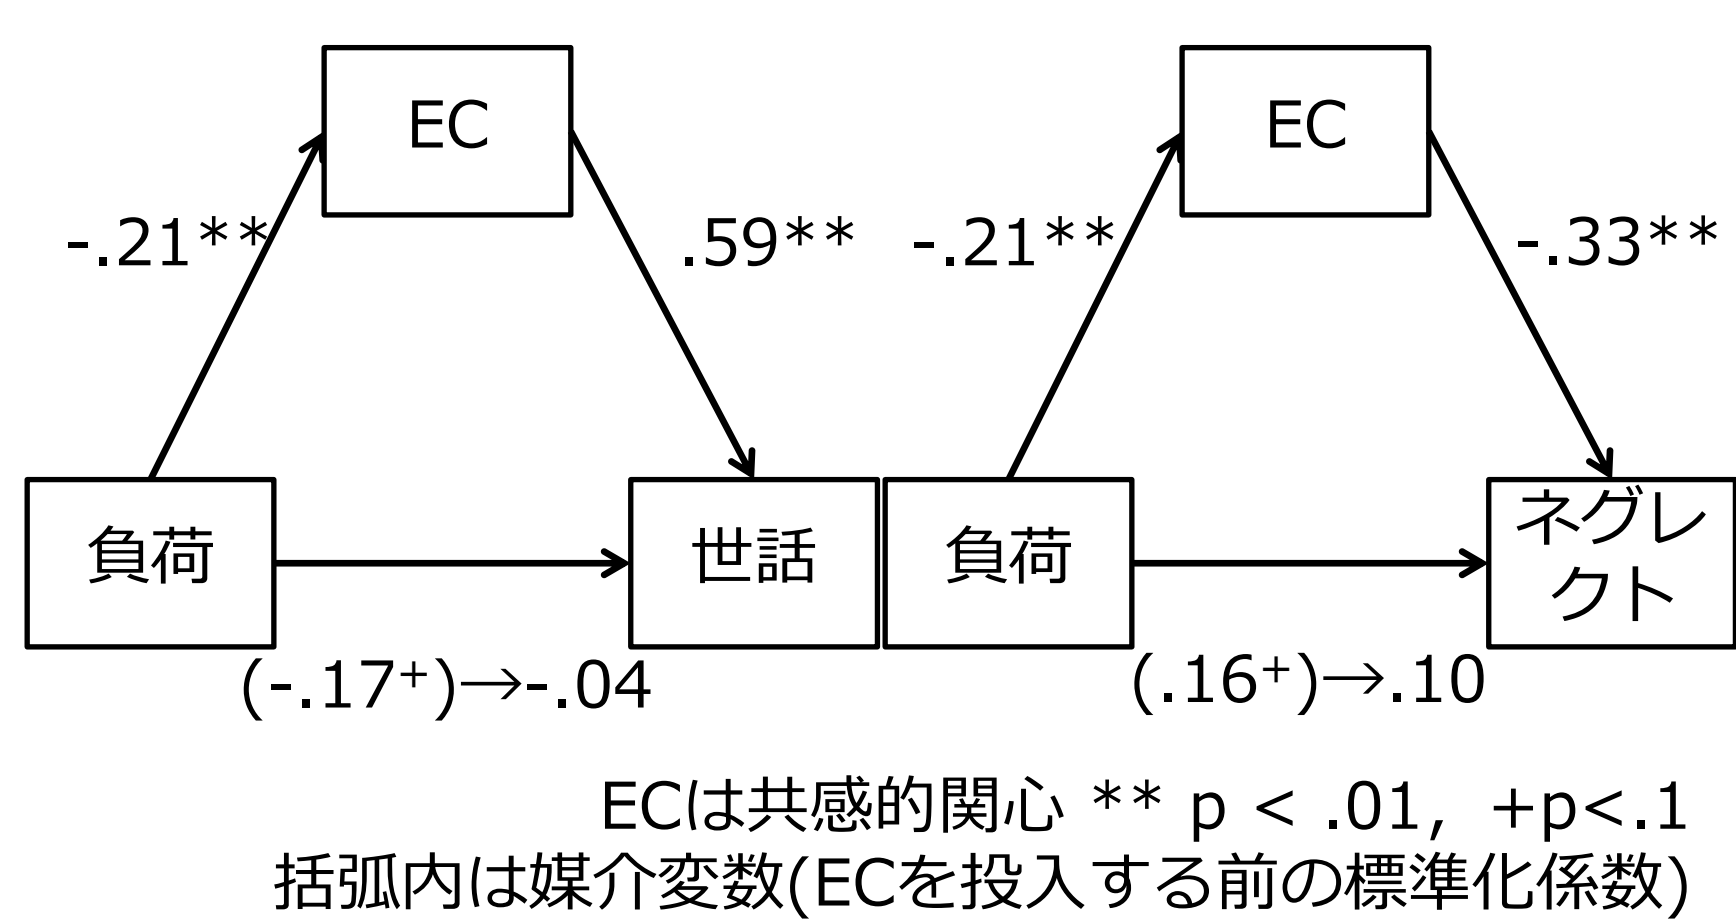 EC
-.21**
.59**
負荷
世話
(-.17⁺)→-.04
EC
-.21**
-.33**
負荷
ネグレ
クト
(.16⁺)→.10
ECは共感的関心 ** p < .01, +p<.1
括弧内は媒介変数(ECを投入する前の標準化係数)